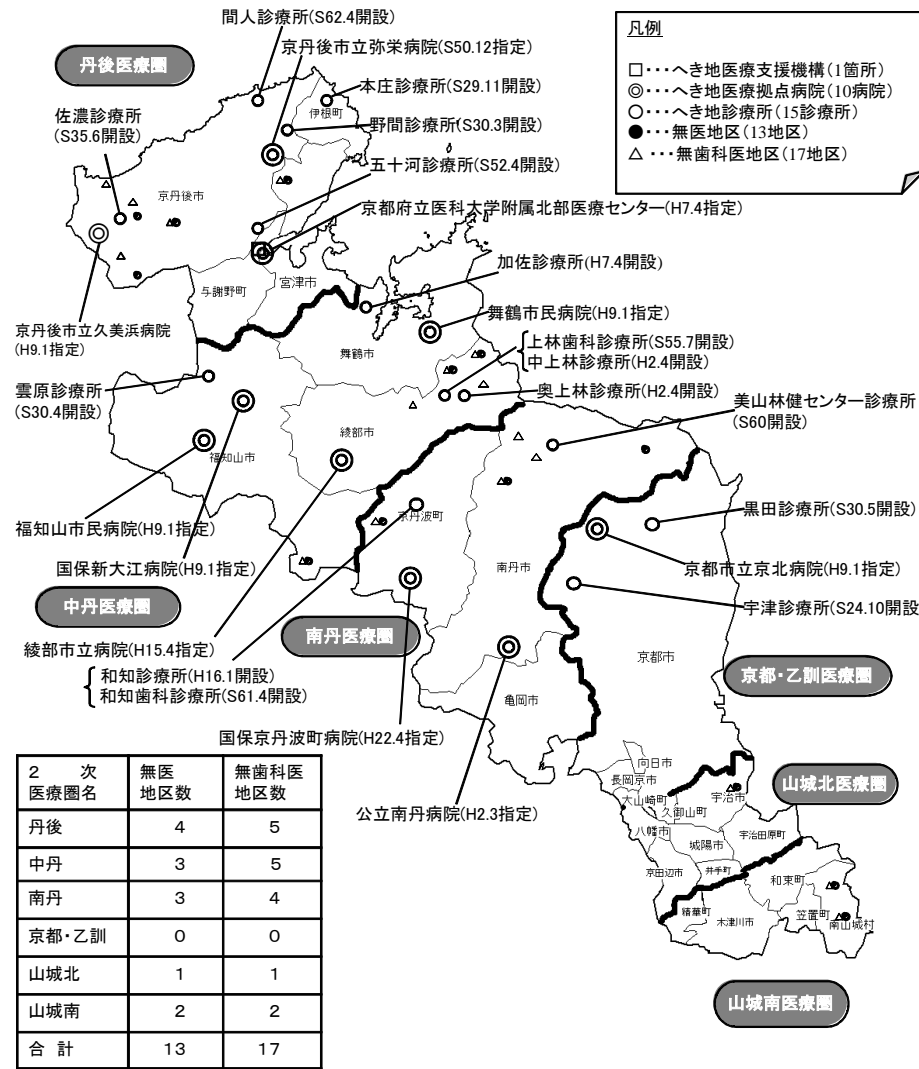 間人診療所(S62.4開設)
京丹後市立弥栄病院(S50.12指定)
丹後医療圏
本庄診療所(S29.11開設)
伊根町
佐濃診療所
(S35.6開設)
野間診療所(S30.3開設)
五十河診療所(S52.4開設)
京丹後市
京都府立医科大学附属北部医療センター(H7.4指定)
凡例
□・・・へき地医療支援機構(1箇所)
◎・・・へき地医療拠点病院(10病院)
○・・・へき地診療所(15診療所)
●・・・無医地区(13地区)
△・・・無歯科医地区(17地区)
加佐診療所(H7.4開設)
宮津市
与謝野町
京丹後市立久美浜病院
(H9.1指定)
舞鶴市民病院(H9.1指定)
舞鶴市
上林歯科診療所(S55.7開設)
中上林診療所(H2.4開設)
雲原診療所
(S30.4開設)
奥上林診療所(H2.4開設)
美山林健センター診療所
(S60開設)
綾部市
福知山市
福知山市民病院(H9.1指定)
京丹波町
黒田診療所(S30.5開設)
国保新大江病院(H9.1指定)
南丹市
京都市立京北病院(H9.1指定)
中丹医療圏
宇津診療所(S24.10開設)
南丹医療圏
綾部市立病院(H15.4指定)
和知診療所(H16.1開設)
和知歯科診療所(S61.4開設)
京都市
京都・乙訓医療圏
亀岡市
国保京丹波町病院(H22.4指定)
公立南丹病院(H2.3指定)
向日市
長岡京市
大山崎町
宇治市
山城北医療圏
久御山町
八幡市
城陽市
宇治田原町
京田辺市
井手町
和束町
精華町
木津川市
笠置町
南山城村
山城南医療圏
2 次
医療圏名
無医
地区数
無歯科医
地区数
丹後 4 5
中丹 3 5
南丹 3 4
京都・乙訓 0 0
山城北 1 1
山城南 2 2
合 計 13 17